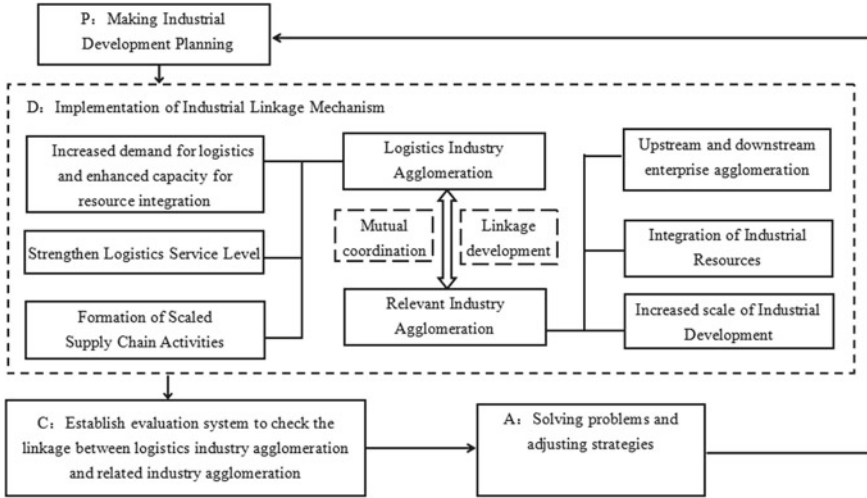 P：Making Industrial
Development Planning
D：Implementation of Industrial Linkage Mechanism
Increased demand for logistics
and enhanced capacity for
resource integration
Strengthen Logistics Service Level
Formation of Scaled
Supply Chain Activities
Logistics Industry
Agglomeration
Mutual
coordination
Linkage
development
Relevant Industry
Agglomeration
Upstream and downstream
enterprise agglomeration
Integration of Industrial
Resources
Increased scale of Industrial
Development
C：Establish evaluation system to check the
linkage between logistics industry agglomeration
and related industry agglomeration
A：Solving problems and
adjusting strategies